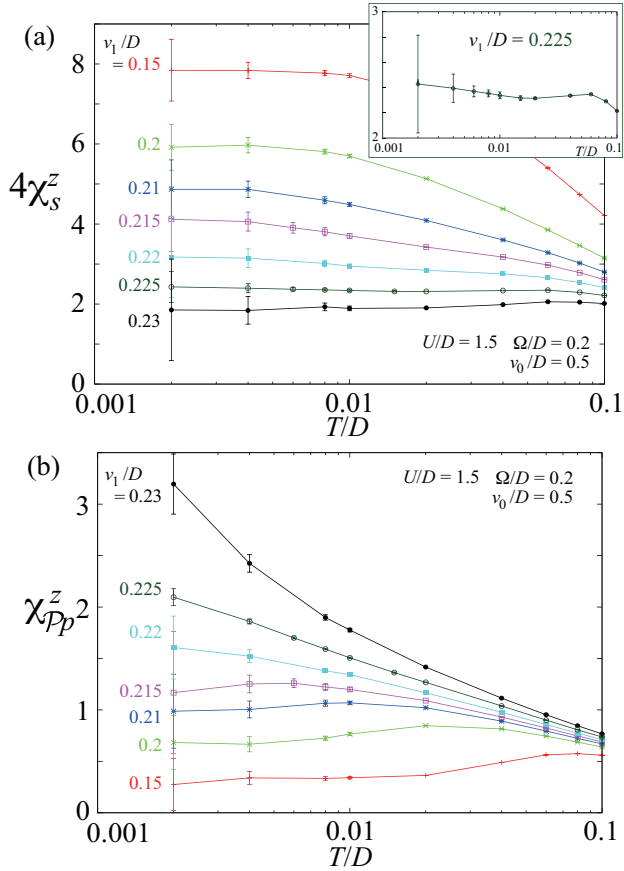 (a)
v₁/D
= 0.15
0.2
0.21
0.215
0.22
0.225
0.23
4χₛᶻ
8
6
4
2
0
0.001
0.01
0.1
T/D
U/D = 1.5 Ω/D = 0.2
v₀/D = 0.5
3
v₁/D = 0.225
2
0.001
0.01
T/D
0.1
(b)
v₁/D
= 0.23
0.225
0.22
0.215
0.21
0.2
0.15
χ_{𝒫p}^z
3
2
1
0
0.001
0.01
0.1
T/D
U/D = 1.5 Ω/D = 0.2
v₀/D = 0.5